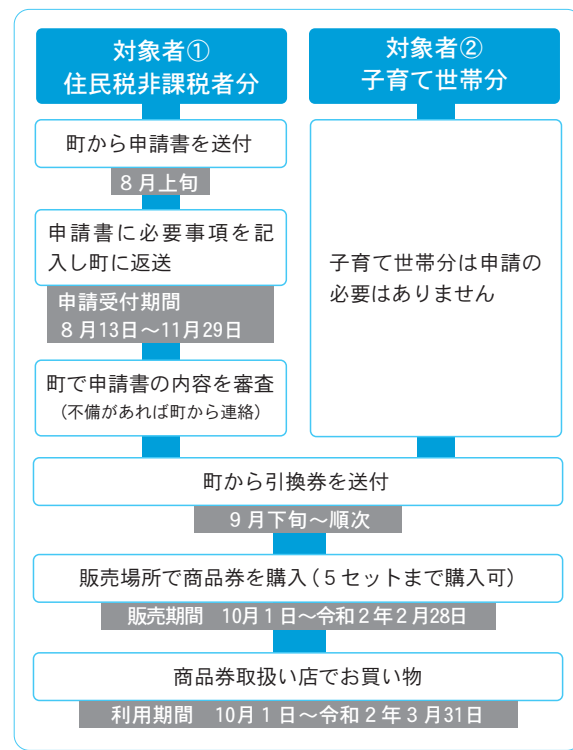 対象者①
住民税非課税者分
対象者②
子育て世帯分
町から申請書を送付
８月上旬
申請書に必要事項を記
入し町に返送
申請受付期間
８月13日～11月29日
町で申請書の内容を審査
（不備があれば町から連絡）
子育て世帯分は申請の
必要はありません
町から引換券を送付
９月下旬～順次
販売場所で商品券を購入（５セットまで購入可）
販売期間　10月１日～令和２年２月28日
商品券取扱い店でお買い物
利用期間　10月１日～令和２年３月31日